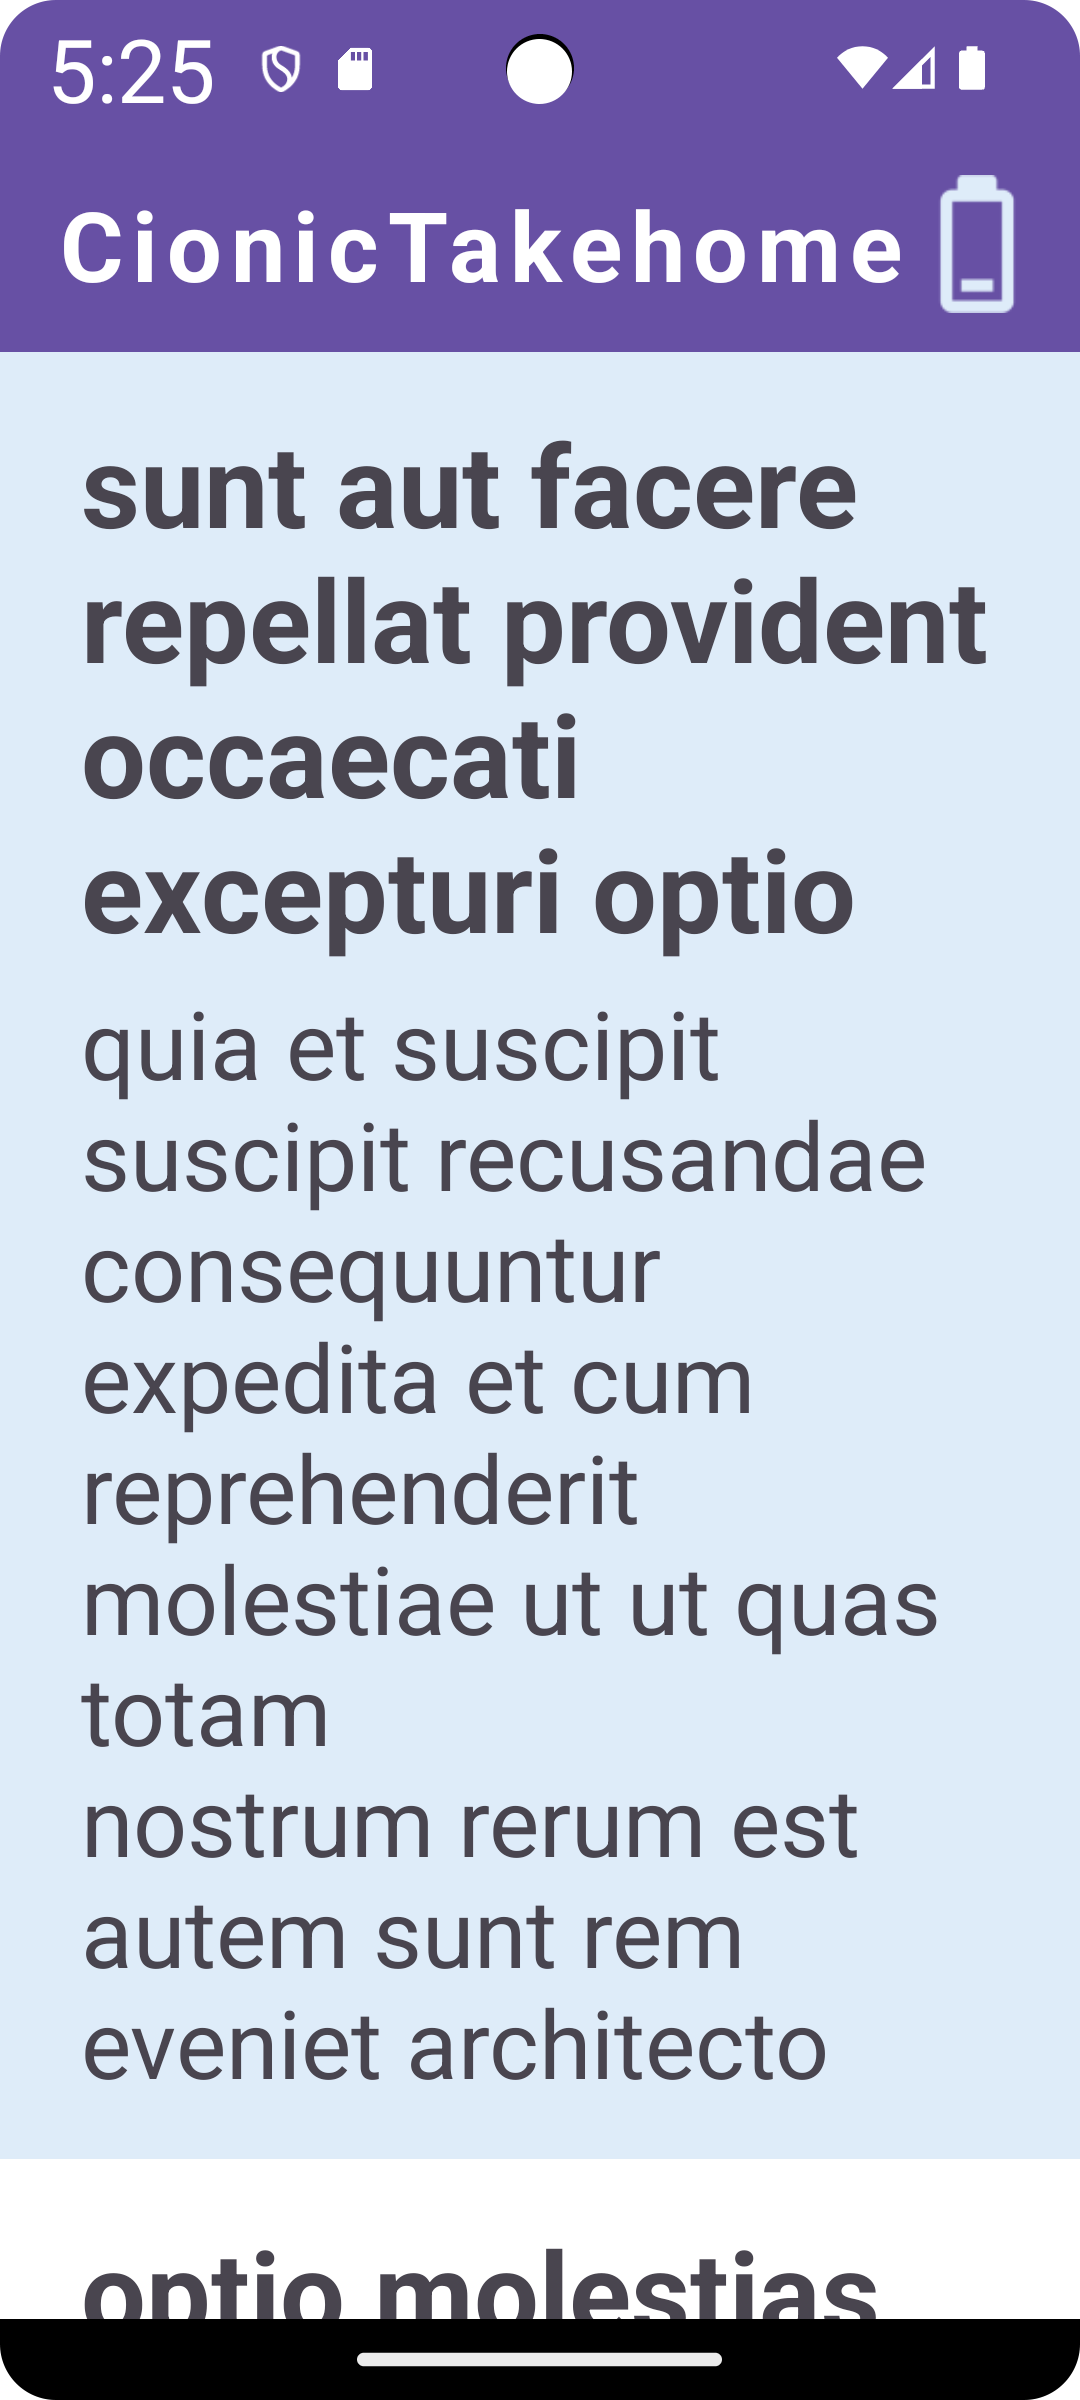 5:25
CionicTakehome
sunt aut facere
repellat provident
occaecati
excepturi optio
quia et suscipit
suscipit recusandae
consequuntur
expedita et cum
reprehenderit
molestiae ut ut quas
totam
nostrum rerum est
autem sunt rem
eveniet architecto
optio molestias